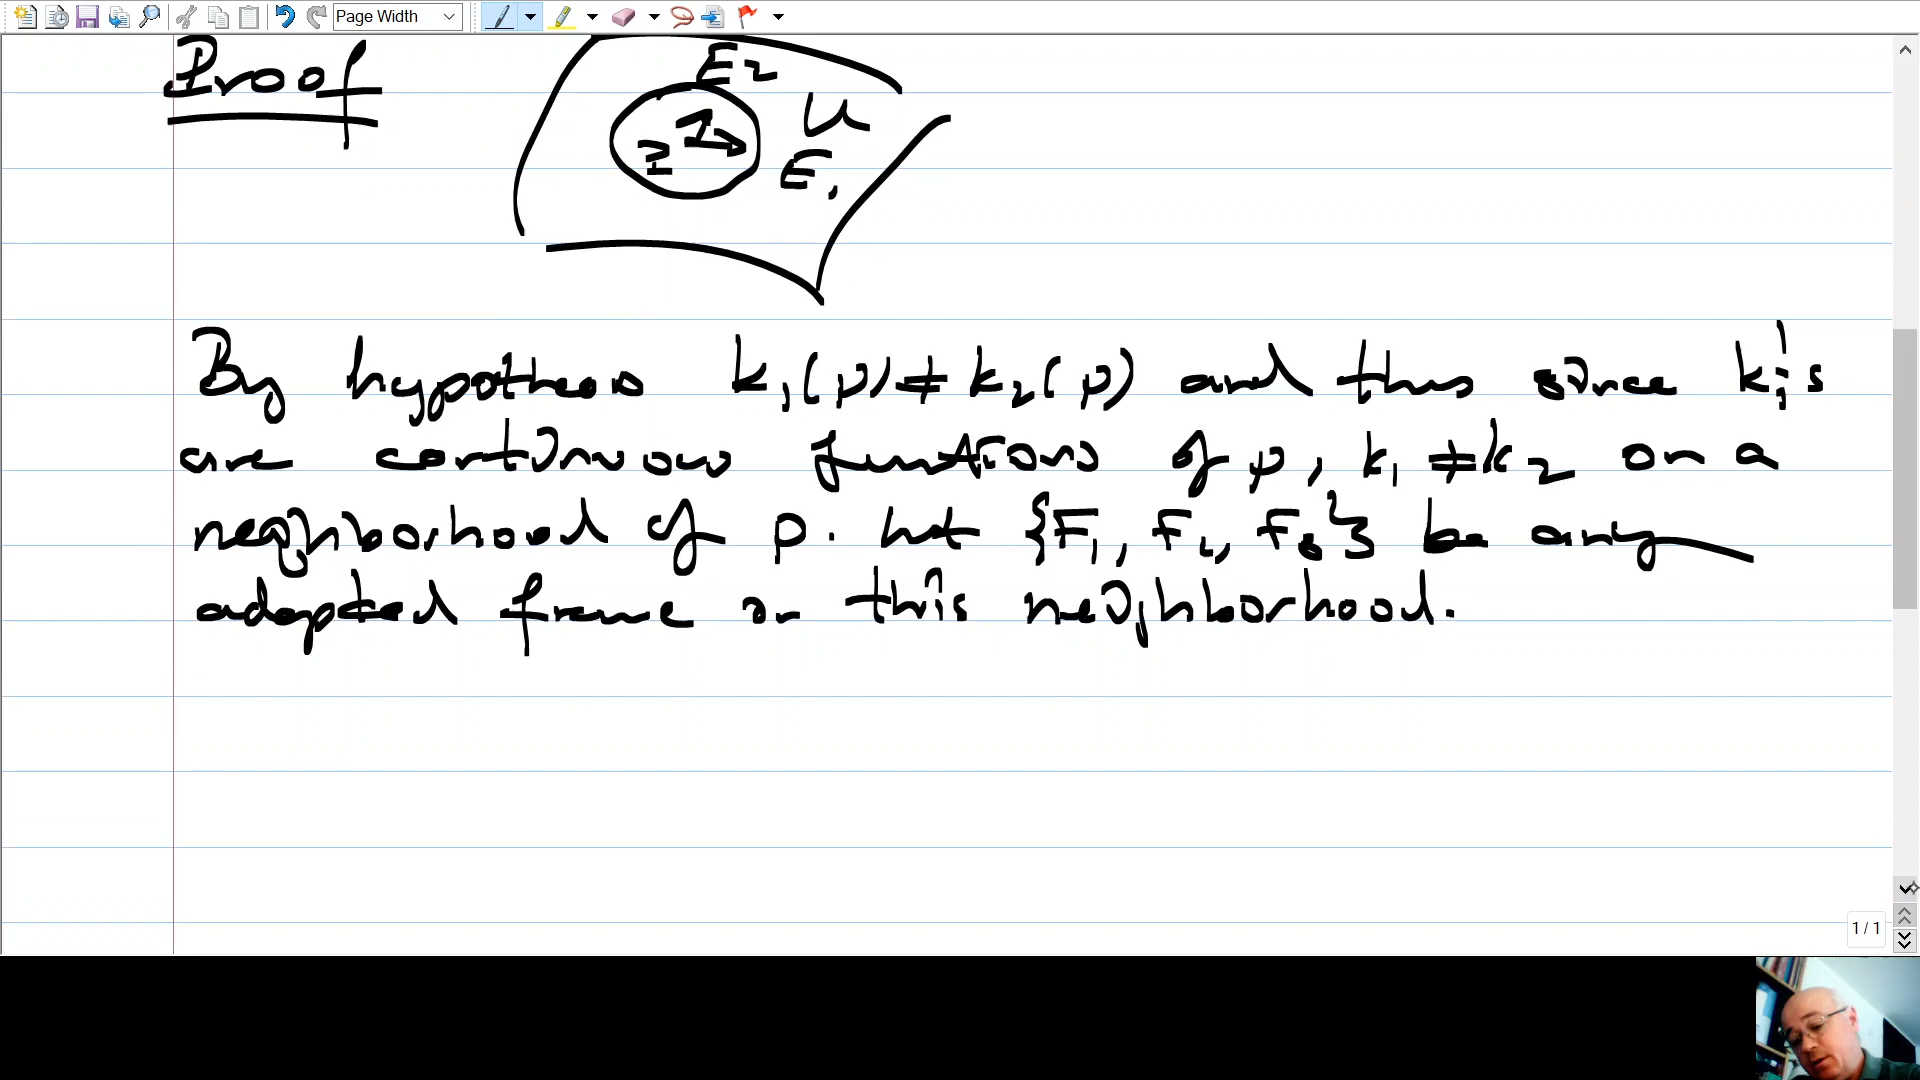 Page Width
Proof
E2
U
E1
By hypothesis k1(p) ≠ k2(p) and thus since ki's
are continuous functions of p, k1 ≠ k2 on a
neighborhood of p. Let {F1, F2, F3} be any
adapted frame on this neighborhood.
1 / 1